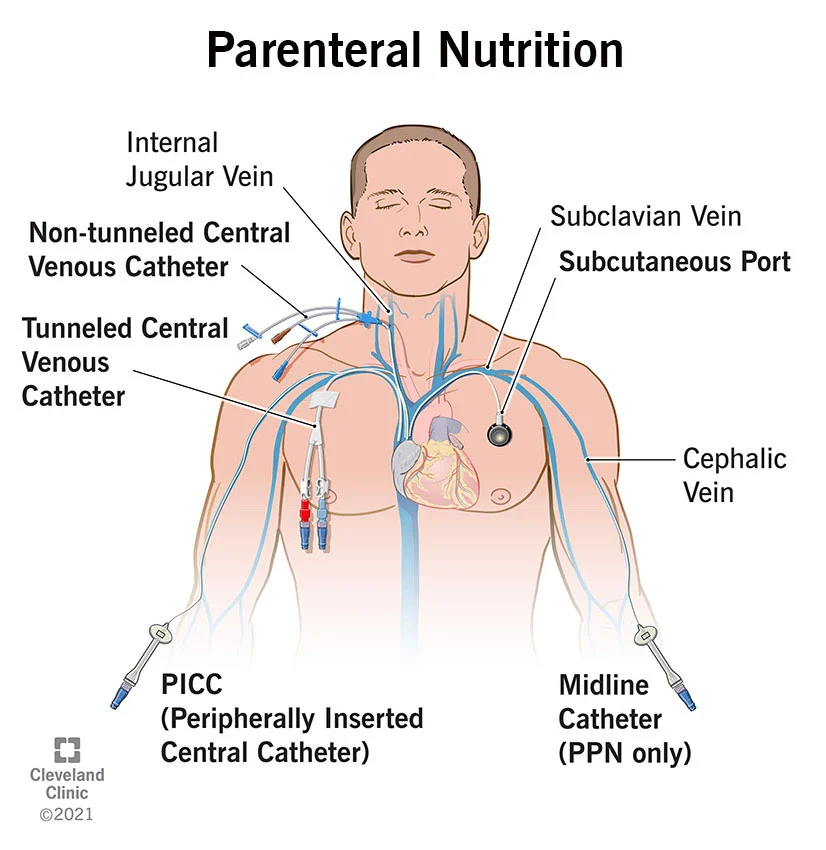 Parenteral Nutrition
Internal
Jugular Vein
Non-tunneled Central
Venous Catheter
Tunneled Central
Venous
Catheter
Subclavian Vein
Subcutaneous Port
Cephalic
Vein
PICC
(Peripherally Inserted
Central Catheter)
Midline
Catheter
(PPN only)
Cleveland
Clinic
©2021